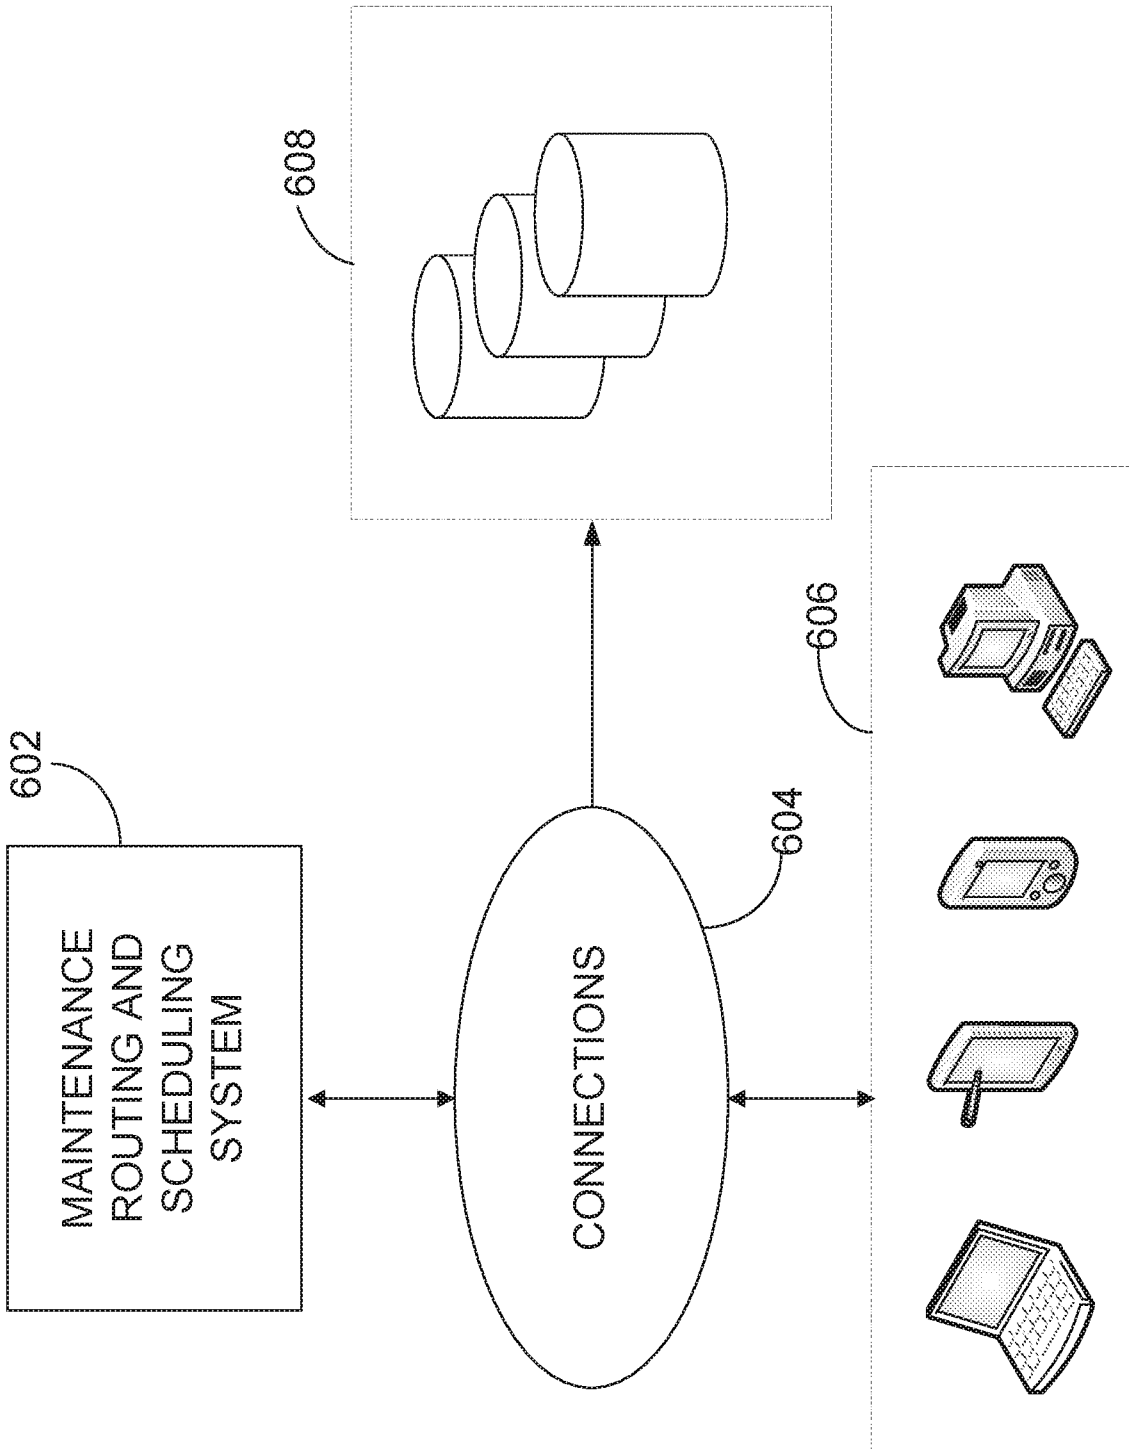 602
MAINTENANCE
ROUTING AND
SCHEDULING
SYSTEM
608
CONNECTIONS
604
606